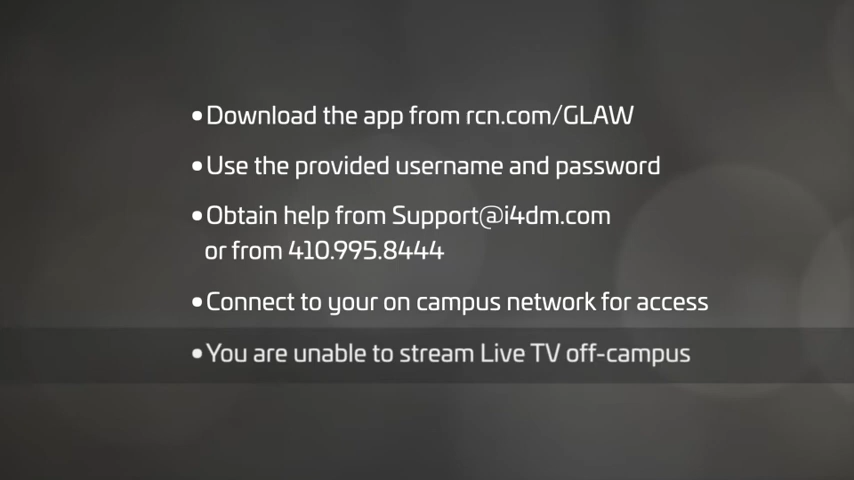 •Download the app from rcn.com/GLAW
•Use the provided username and password
•Obtain help from Support@i4dm.com
or from 410.995.8444
•Connect to your on campus network for access
•You are unable to stream Live TV off-campus